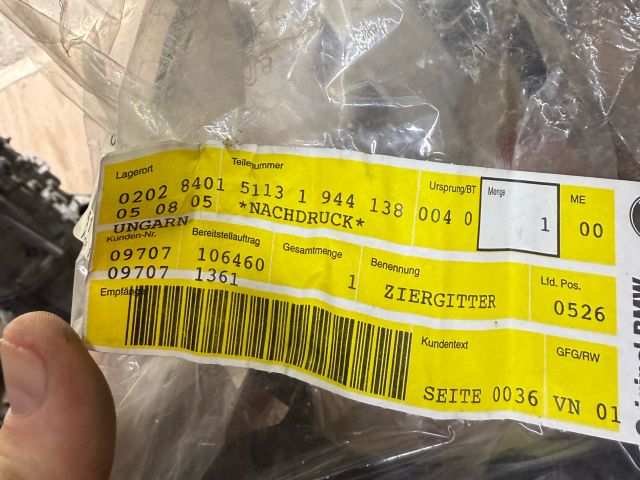 Lagerort Teilenummer Ursprung/BT Menge ME
0202 8401 5113 1 944 138 004 0 1 00
05 08 05 *NACHDRUCK*
UNGARN
Kunden-Nr. Bereitstellauftrag Gesamtmenge Benennung Lfd. Pos.
09707 106460 1 ZIERGITTER 0526
09707 1361
Empfänge
Kundentext GFG/RW
SEITE 0036 VN 01